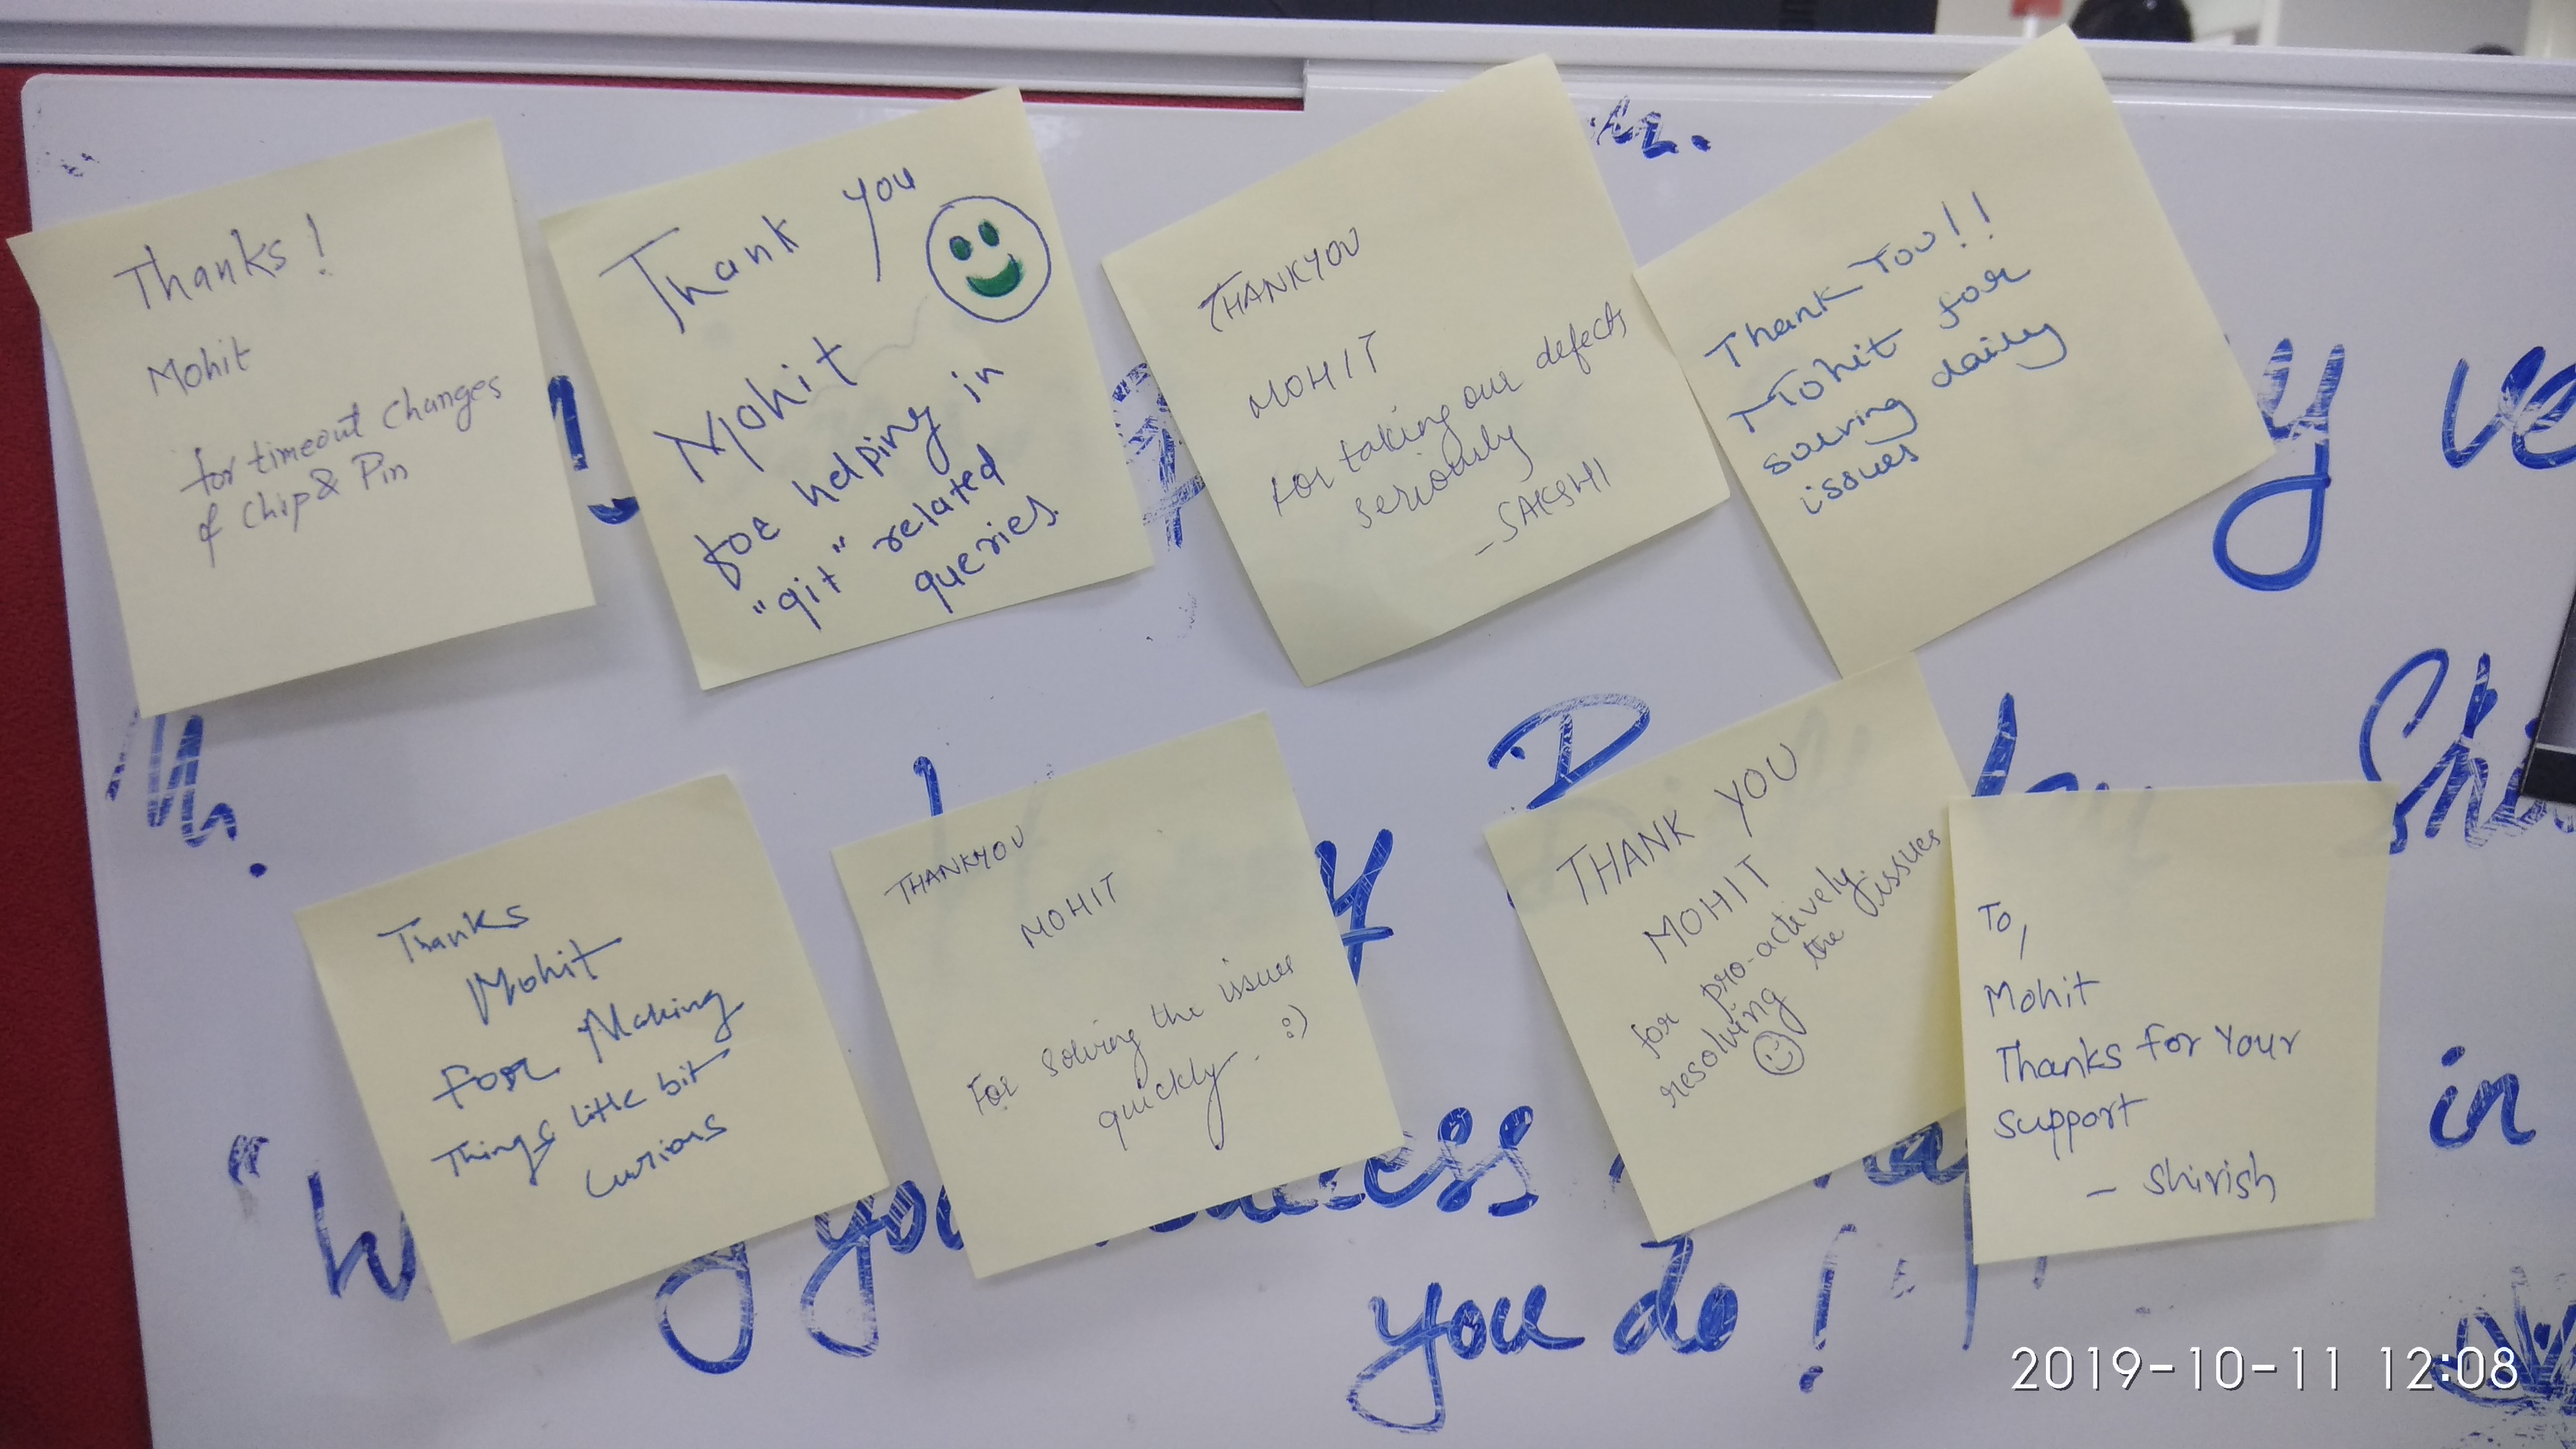 Thanks!
Mohit
for timeout changes
of Chip & Pin
Thank you
Mohit
for helping in
"git" related
queries.
THANKYOU
MOHIT
for taking our defects
seriously
- SAKSHI
Thank You!!
Mohit for
solving daily
issues
Thanks
Mohit
For Making
Things little bit
Curious
THANKYOU
MOHIT
For solving the issues
quickly. :)
THANK YOU
MOHIT
for pro-actively
resolving the issues
To,
Mohit
Thanks for Your
support
- Shirish
y ve
D
in
you do!
2019-10-11 12:08